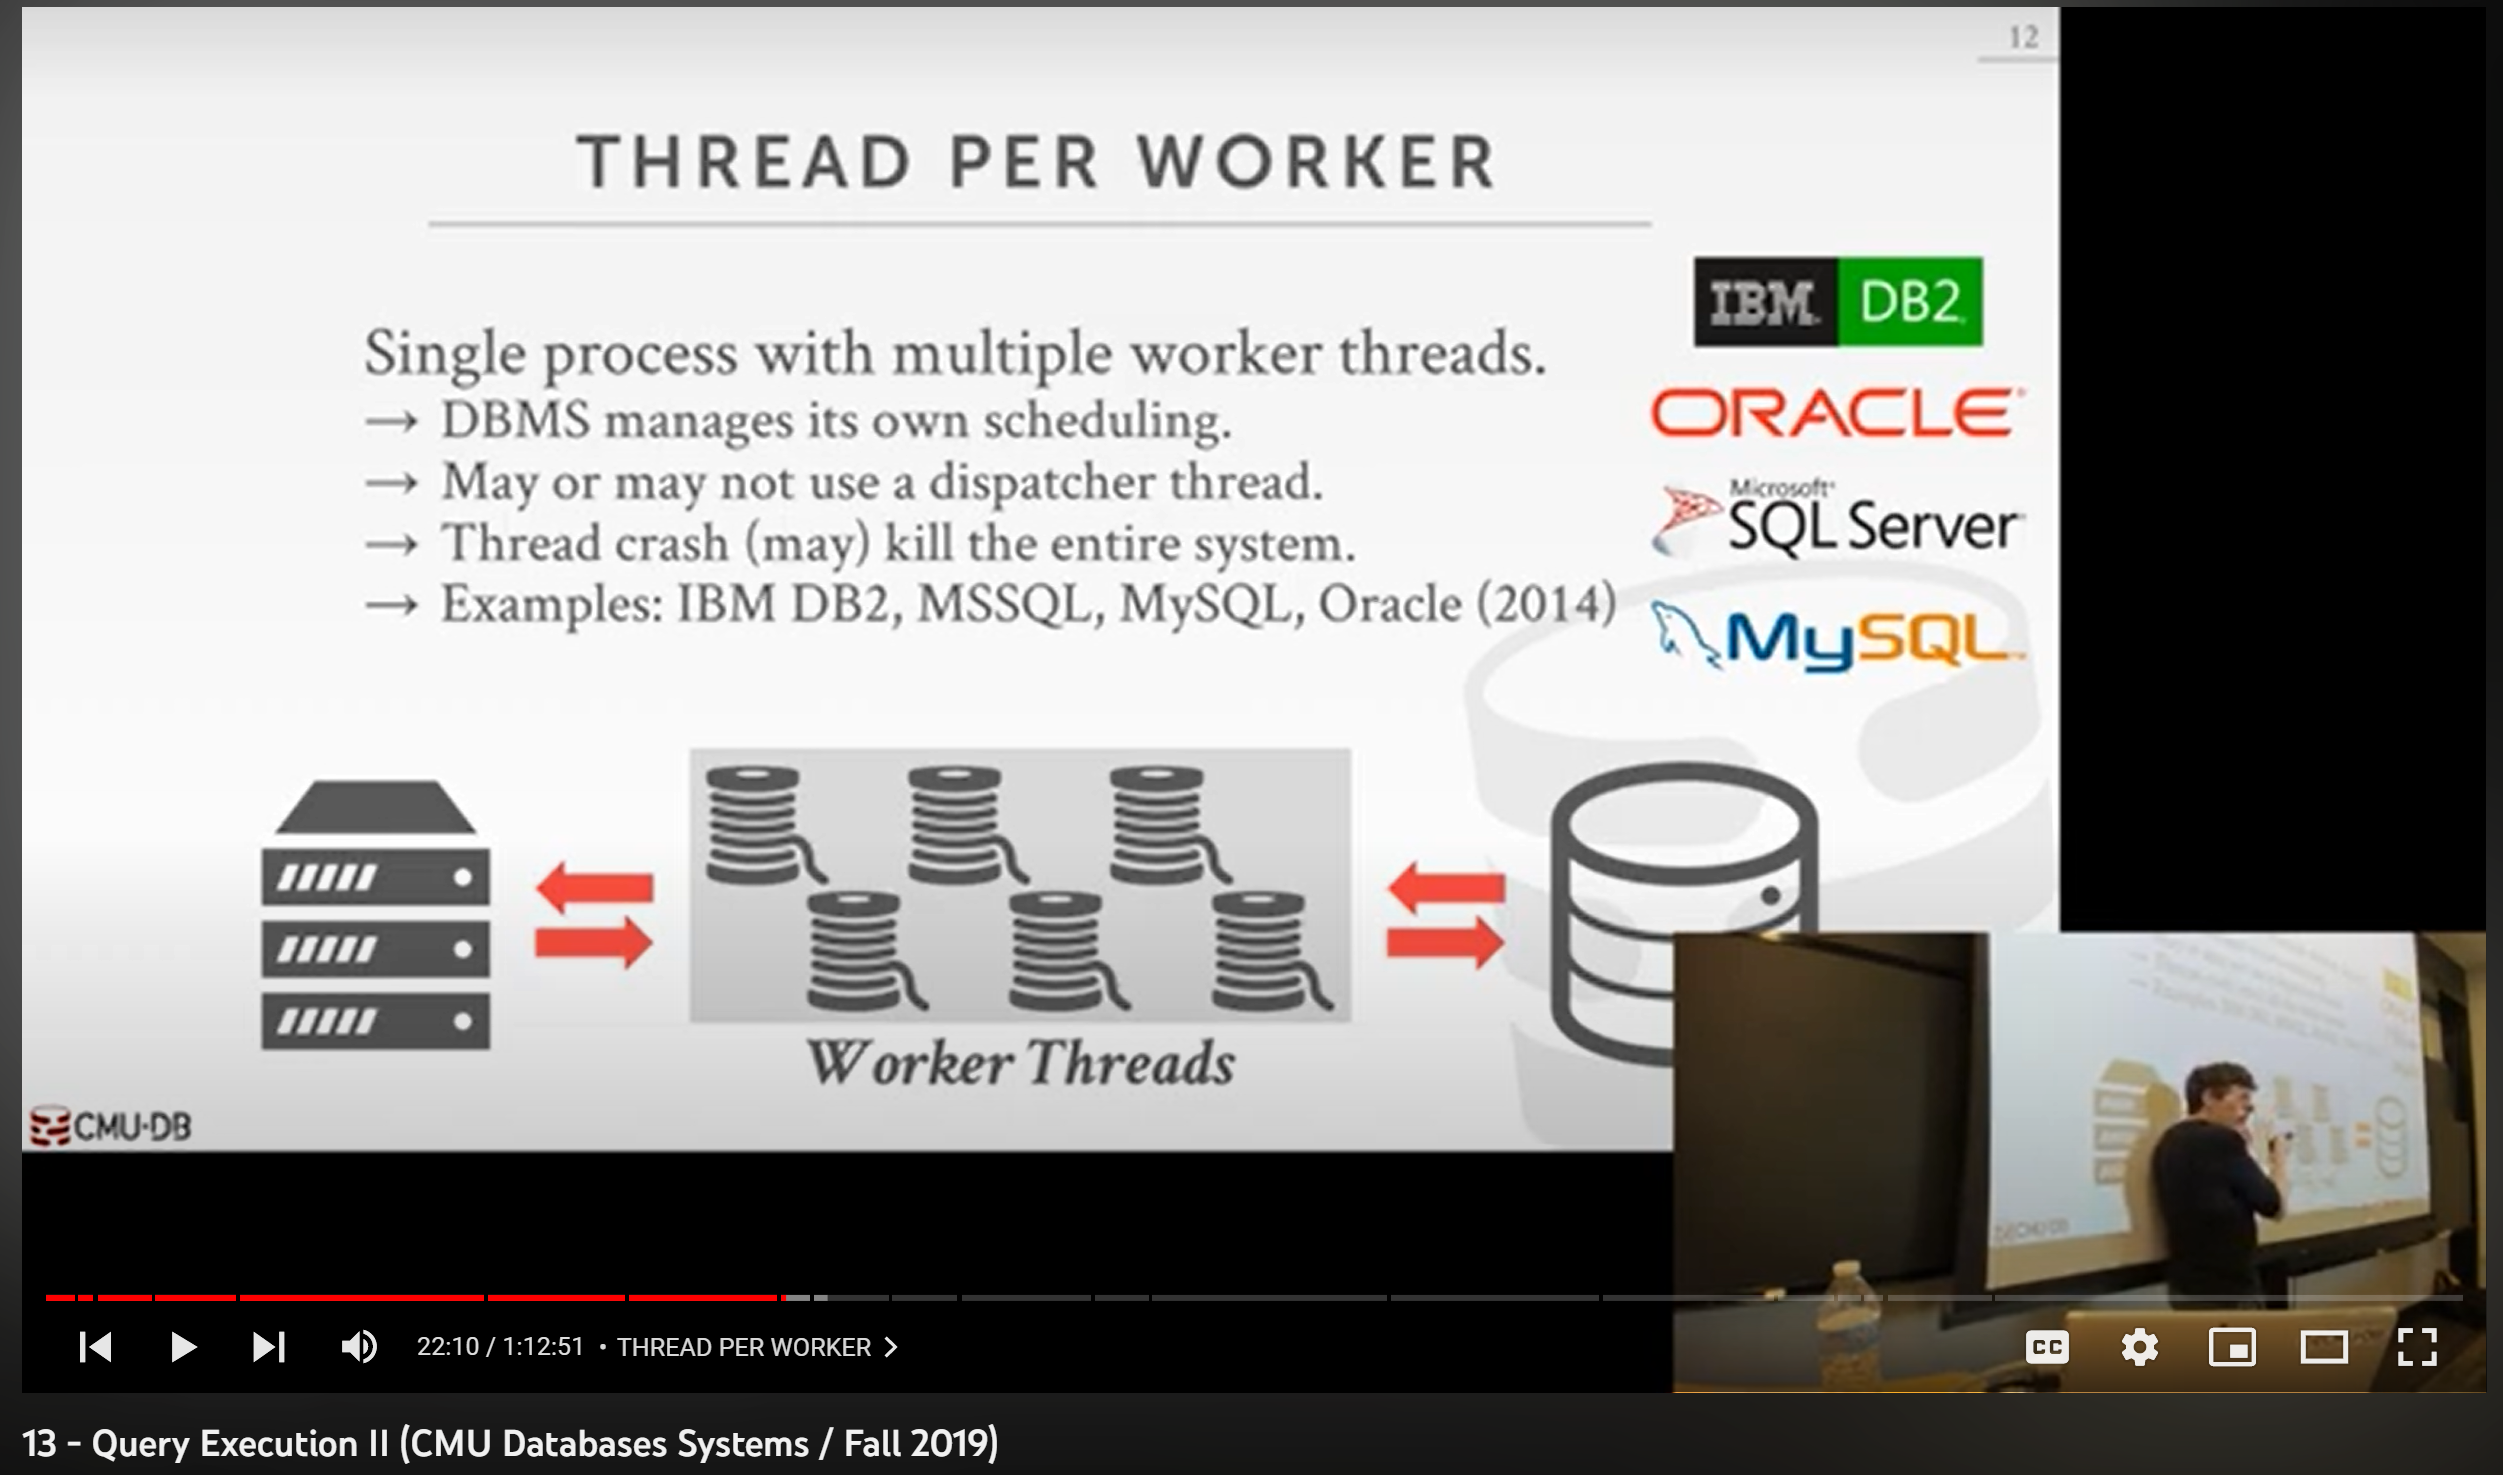 12
THREAD PER WORKER
Single process with multiple worker threads.
→ DBMS manages its own scheduling.
→ May or may not use a dispatcher thread.
→ Thread crash (may) kill the entire system.
→ Examples: IBM DB2, MSSQL, MySQL, Oracle (2014)
IBM DB2
ORACLE
Microsoft
SQL Server
MySQL
Worker Threads
CMU·DB
22:10 / 1:12:51 • THREAD PER WORKER
CC
13 - Query Execution II (CMU Databases Systems / Fall 2019)